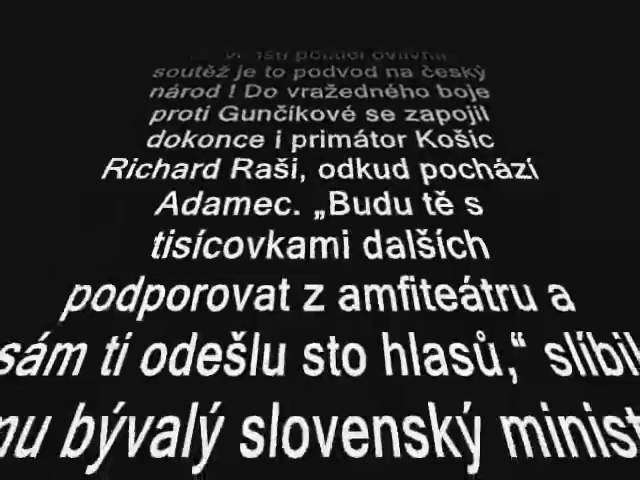 soutěž je to podvod na český
národ ! Do vražedného boje
proti Gunčíkové se zapojil
dokonce i primátor Košic
Richard Raši, odkud pochází
Adamec. „Budu tě s
tisícovkami dalších
podporovat z amfiteátru a
sám ti odešlu sto hlasů,“ slíbil
mu bývalý slovenský minist